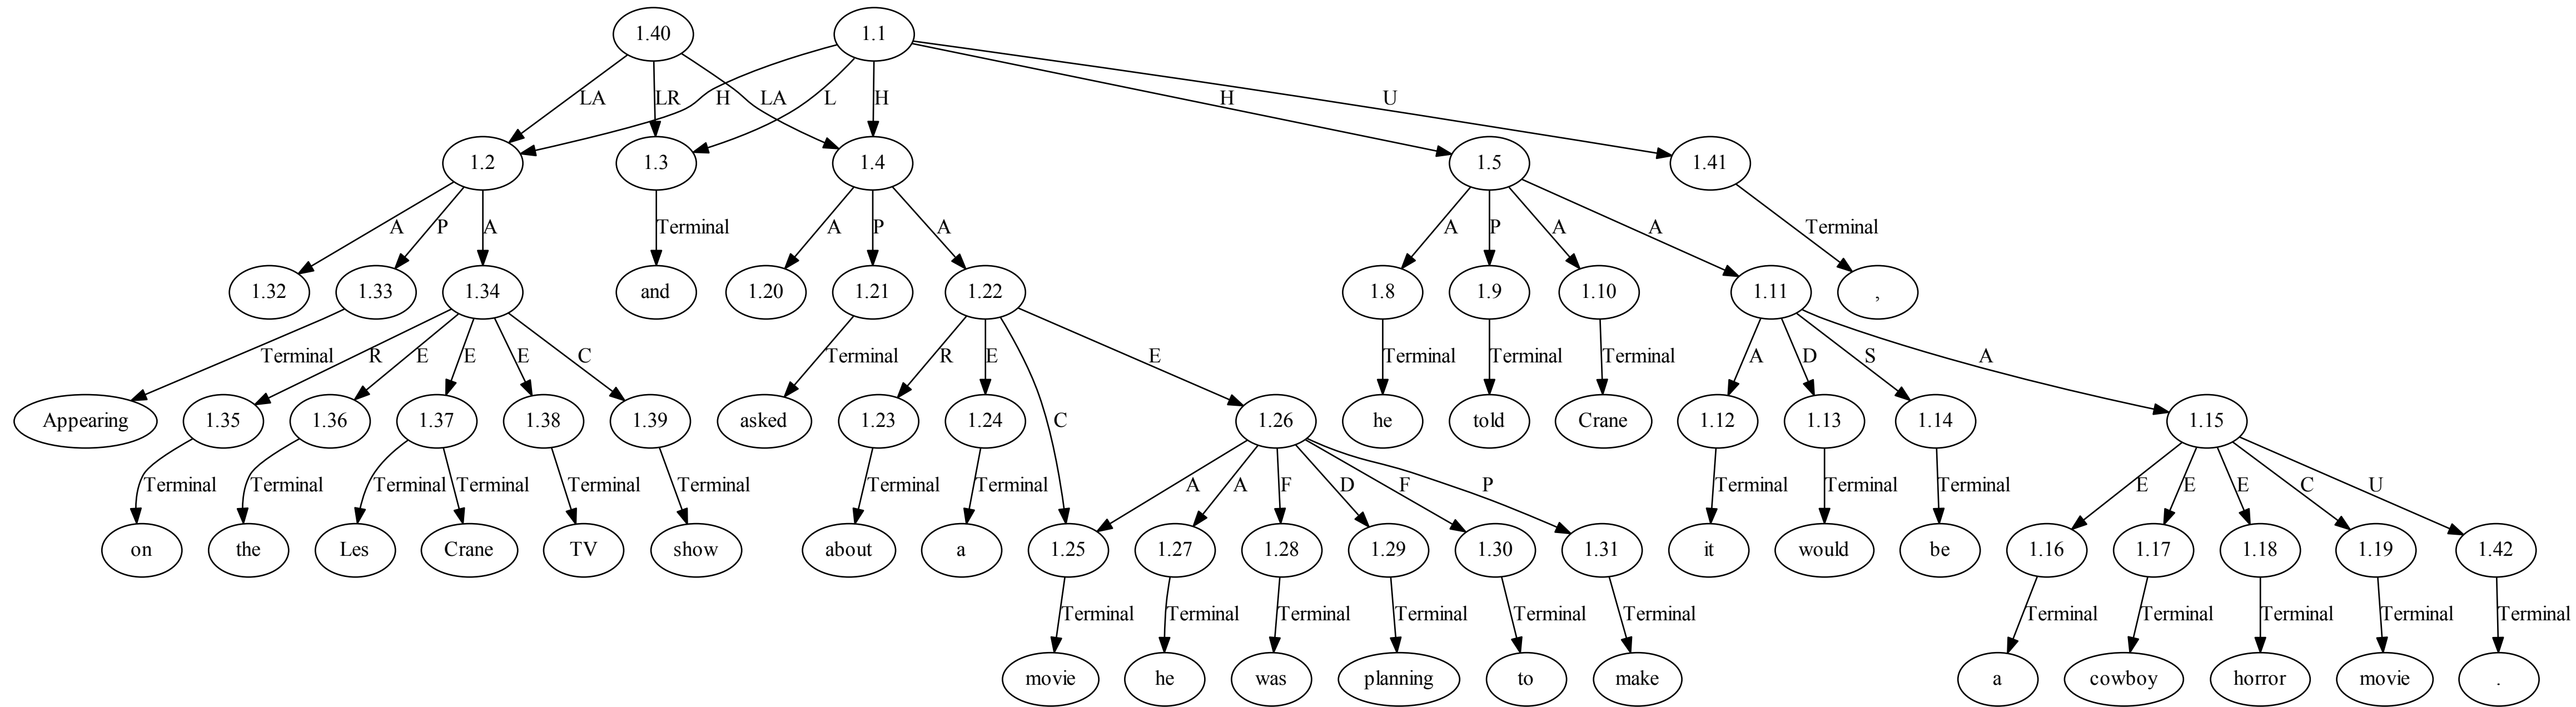 1.40 1.1
LA LR H LA L H H U
1.2 1.3 1.4 1.5 1.41
A P A Terminal A P A A P A A Terminal
1.32 1.33 1.34 and 1.20 1.21 1.22 1.8 1.9 1.10 1.11 ,
Terminal R E E E C Terminal R E C E Terminal Terminal Terminal A D S A
Appearing 1.35 1.36 1.37 1.38 1.39 asked 1.23 1.24 1.26 he told Crane 1.12 1.13 1.14 1.15
Terminal Terminal Terminal Terminal Terminal Terminal Terminal Terminal A A F D F P Terminal Terminal Terminal E E E C U
on the Les Crane TV show about a 1.25 1.27 1.28 1.29 1.30 1.31 it would be 1.16 1.17 1.18 1.19 1.42
Terminal Terminal Terminal Terminal Terminal Terminal Terminal Terminal Terminal Terminal Terminal
movie he was planning to make a cowboy horror movie .